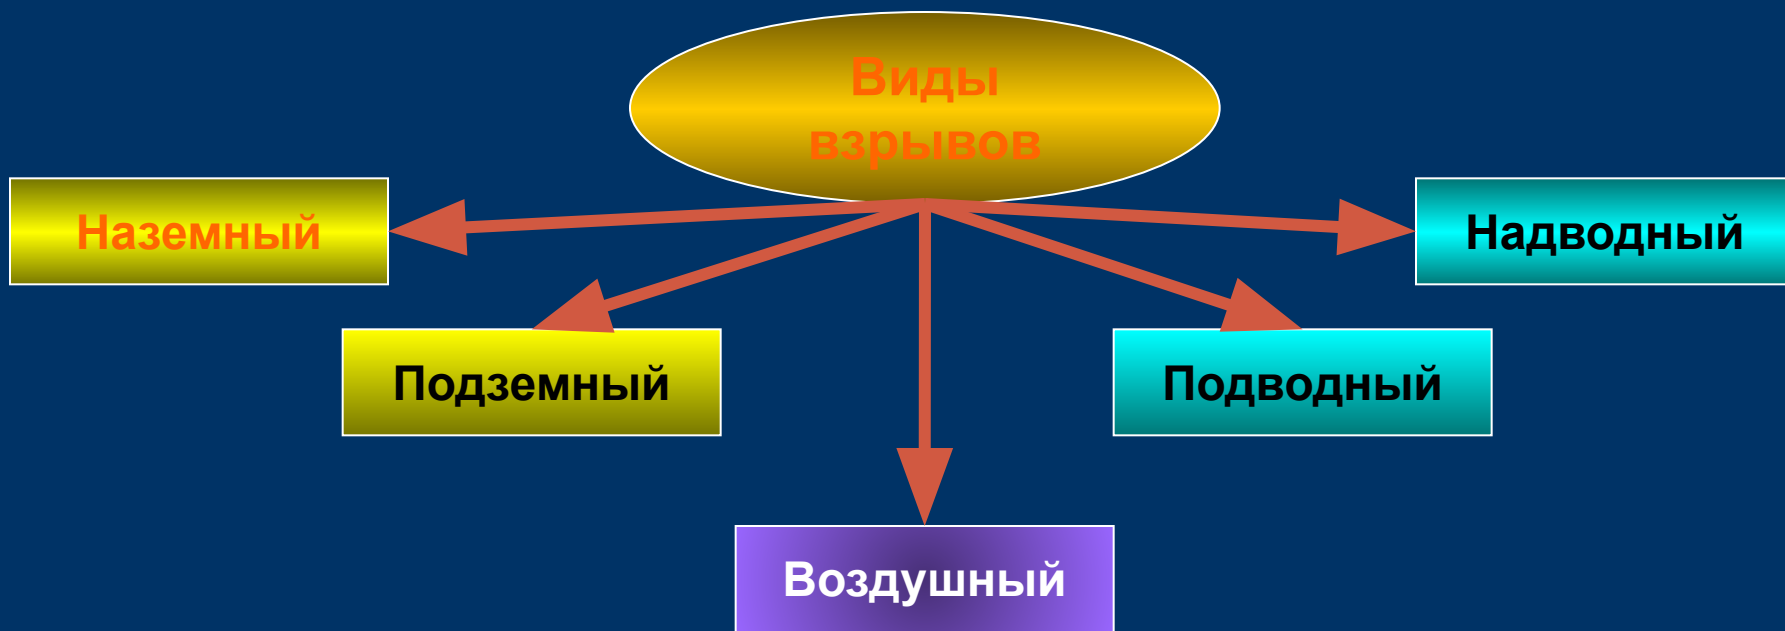 Виды
взрывов
Наземный
Надводный
Подземный
Подводный
Воздушный